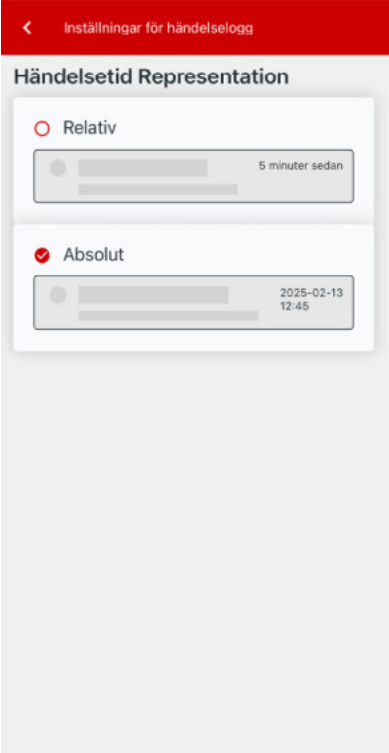 Inställningar för händelselogg
Händelsetid Representation
Relativ
5 minuter sedan
Absolut
2025-02-13
12:45